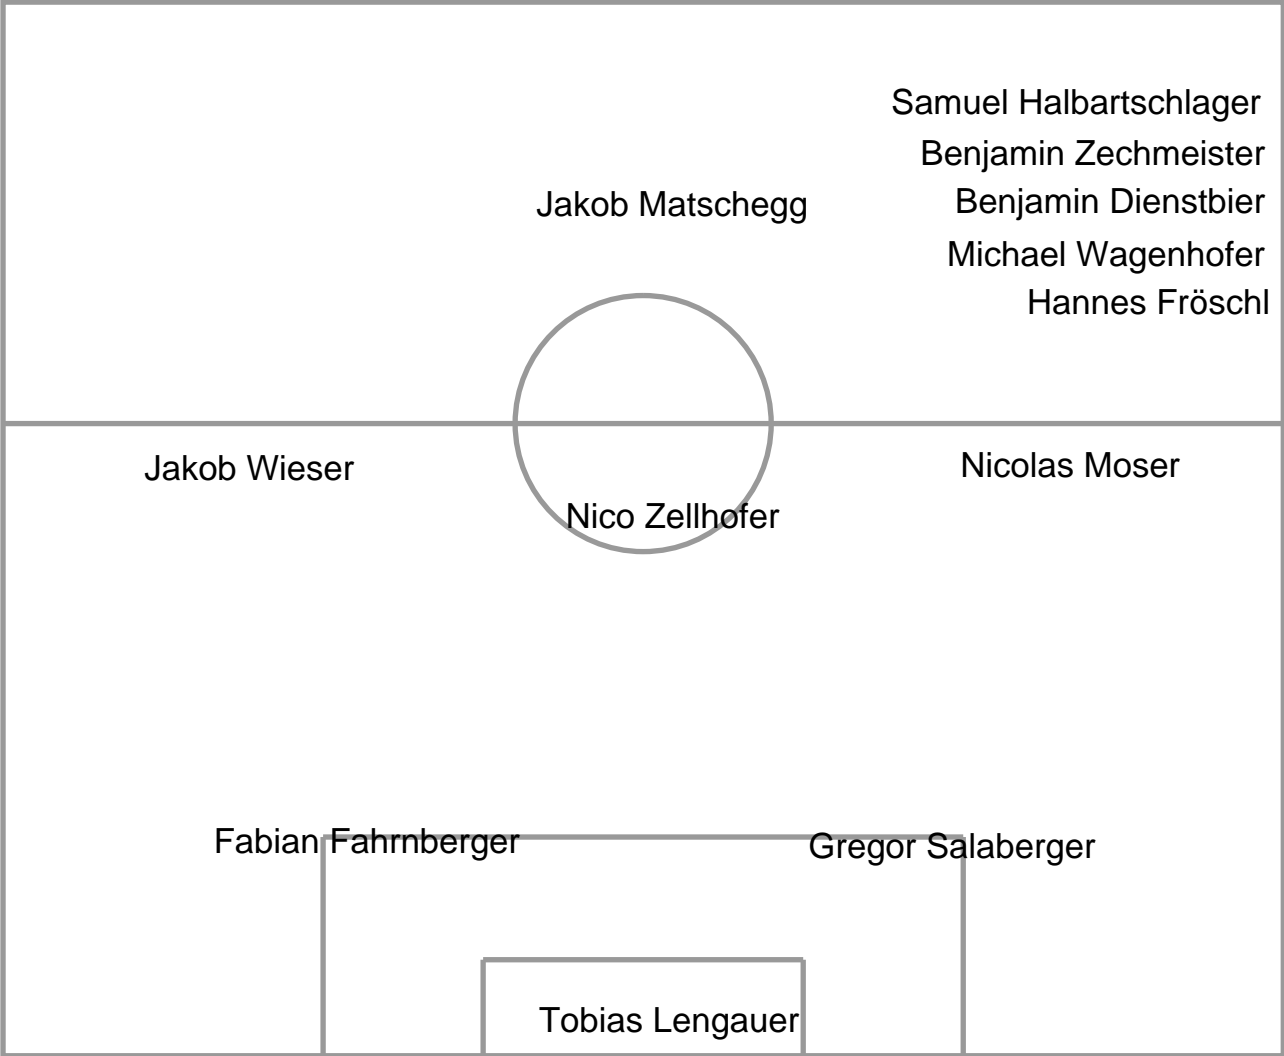 Samuel Halbartschlager
Benjamin Zechmeister
Jakob Matschegg
Benjamin Dienstbier
Michael Wagenhofer
Hannes Fröschl
Jakob Wieser
Nicolas Moser
Nico Zellhofer
Fabian Fahrnberger
Gregor Salaberger
Tobias Lengauer